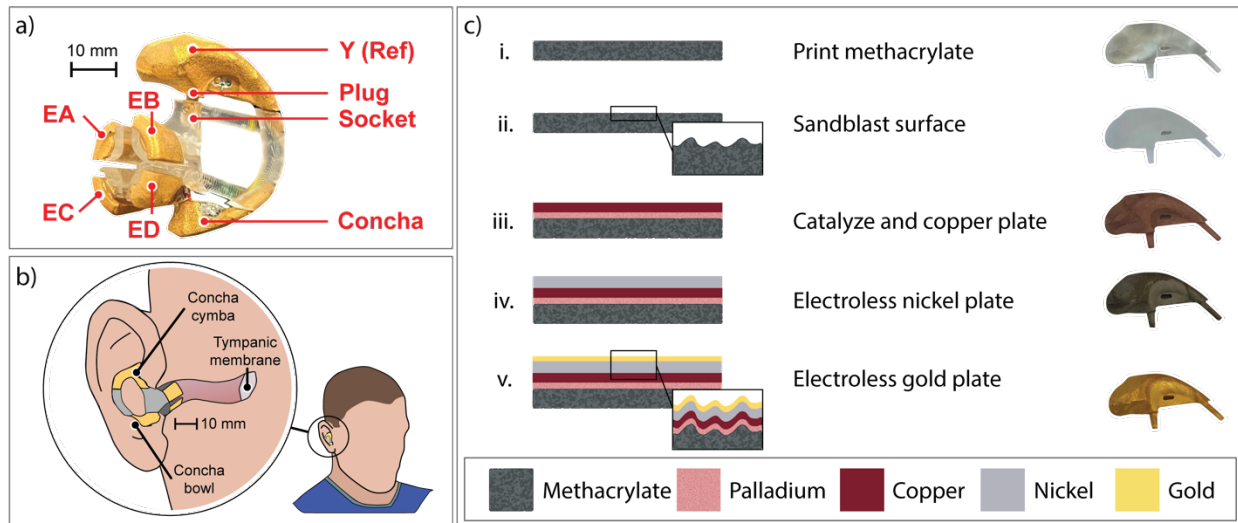 a)
10 mm
Y (Ref)
Plug
Socket
EA
EB
EC
ED
Concha
b)
Concha
cymba
Tympanic
membrane
10 mm
Concha
bowl
c)
i.
Print methacrylate
ii.
Sandblast surface
iii.
Catalyze and copper plate
iv.
Electroless nickel plate
v.
Electroless gold plate
Methacrylate
Palladium
Copper
Nickel
Gold